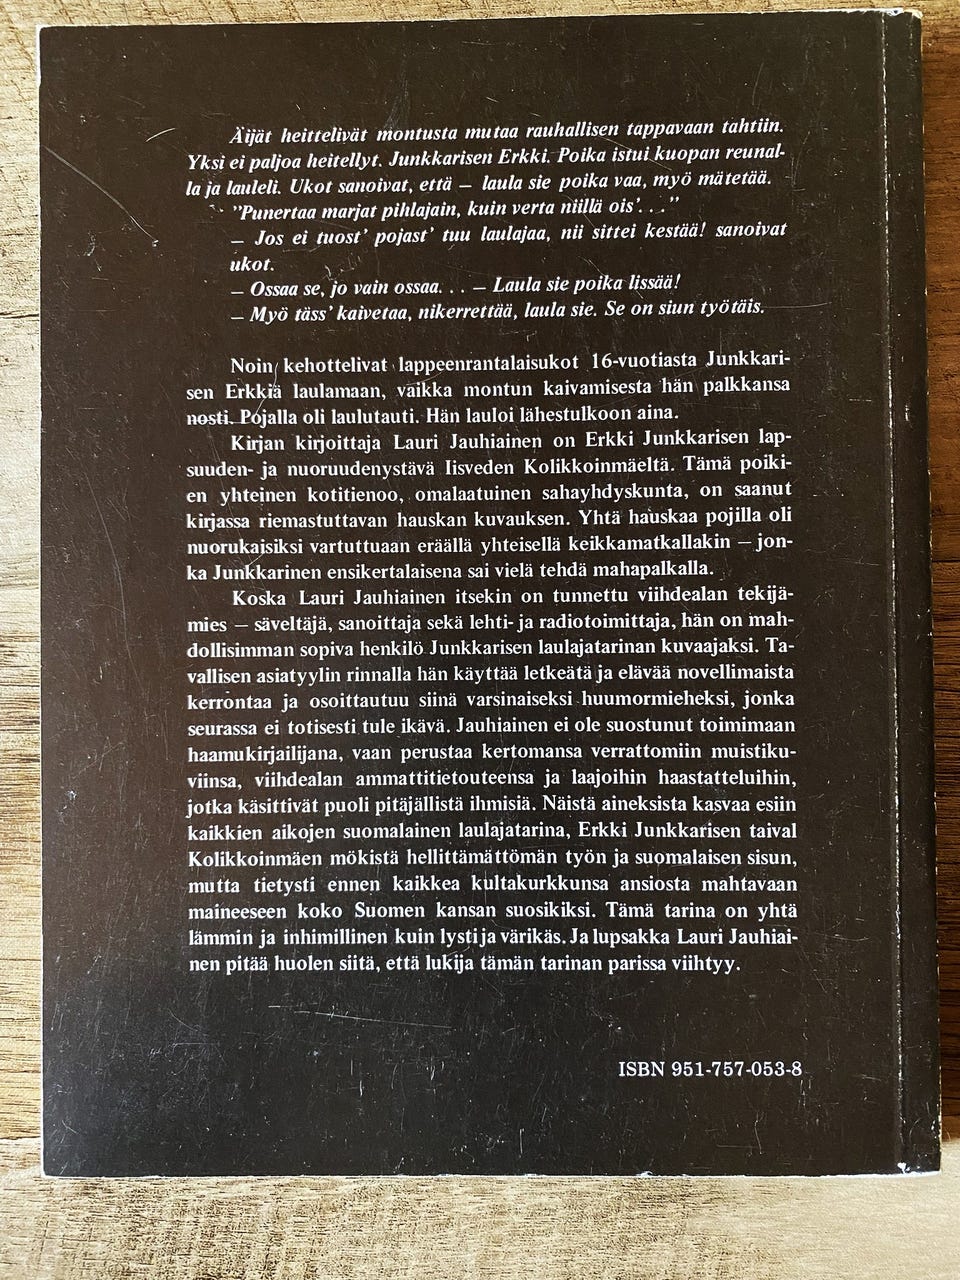 Äijät heittelivät montusta mutaa rauhallisen tappavaan tahtiin.
Yksi ei paljoa heitellyt. Junkkarisen Erkki. Poika istui kuopan reunal-
la ja lauleli. Ukot sanoivat, että — laula sie poika vaa, myö mätetää.
”Punertaa marjat pihlajain, kuin verta niillä ois’. . .”
— Jos ei tuost’ pojast’ tuu laulajaa, nii sittei kestää! sanoivat
ukot.
— Ossaa se, jo vain ossaa. . . — Laula sie poika lissää!
— Myö täss’ kaivetaa, nikerrettää, laula sie. Se on siun työtäis.
Noin kehottelivat lappeenrantalaisukot 16-vuotiasta Junkkari-
sen Erkkiä laulamaan, vaikka montun kaivamisesta hän palkkansa
nosti. Pojalla oli laulutauti. Hän lauloi lähestulkoon aina.
Kirjan kirjoittaja Lauri Jauhiainen on Erkki Junkkarisen lap-
suuden- ja nuoruudenystävä Iisveden Kolikkoinmäeltä. Tämä poiki-
en yhteinen kotitienoo, omalaatuinen sahayhdyskunta, on saanut
kirjassa riemastuttavan hauskan kuvauksen. Yhtä hauskaa pojilla oli
nuorukaisiksi vartuttuaan eräällä yhteisellä keikkamatkallakin — jon-
ka Junkkarinen ensikertalaisena sai vielä tehdä mahapalkalla.
Koska Lauri Jauhiainen itsekin on tunnettu viihdealan tekijä-
mies — säveltäjä, sanoittaja sekä lehti- ja radiotoimittaja, hän on mah-
dollisimman sopiva henkilö Junkkarisen laulajatarinan kuvaajaksi. Ta-
vallisen asiatyylin rinnalla hän käyttää letkeätä ja elävää novellimaista
kerrontaa ja osoittautuu siinä varsinaiseksi huumormieheksi, jonka
seurassa ei totisesti tule ikävä. Jauhiainen ei ole suostunut toimimaan
haamukirjailijana, vaan perustaa kertomansa verrattomiin muistiku-
viinsa, viihdealan ammattitietouteensa ja laajoihin haastatteluihin,
jotka käsittivät puoli pitäjällistä ihmisiä. Näistä aineksista kasvaa esiin
kaikkien aikojen suomalainen laulajatarina, Erkki Junkkarisen taival
Kolikkoinmäen mökistä hellittämättömän työn ja suomalaisen sisun,
mutta tietysti ennen kaikkea kultakurkkunsa ansiosta mahtavaan
maineeseen koko Suomen kansan suosikiksi. Tämä tarina on yhtä
lämmin ja inhimillinen kuin lysti ja värikäs. Ja lupsakka Lauri Jauhiai-
nen pitää huolen siitä, että lukija tämän tarinan parissa viihtyy.
ISBN 951-757-053-8